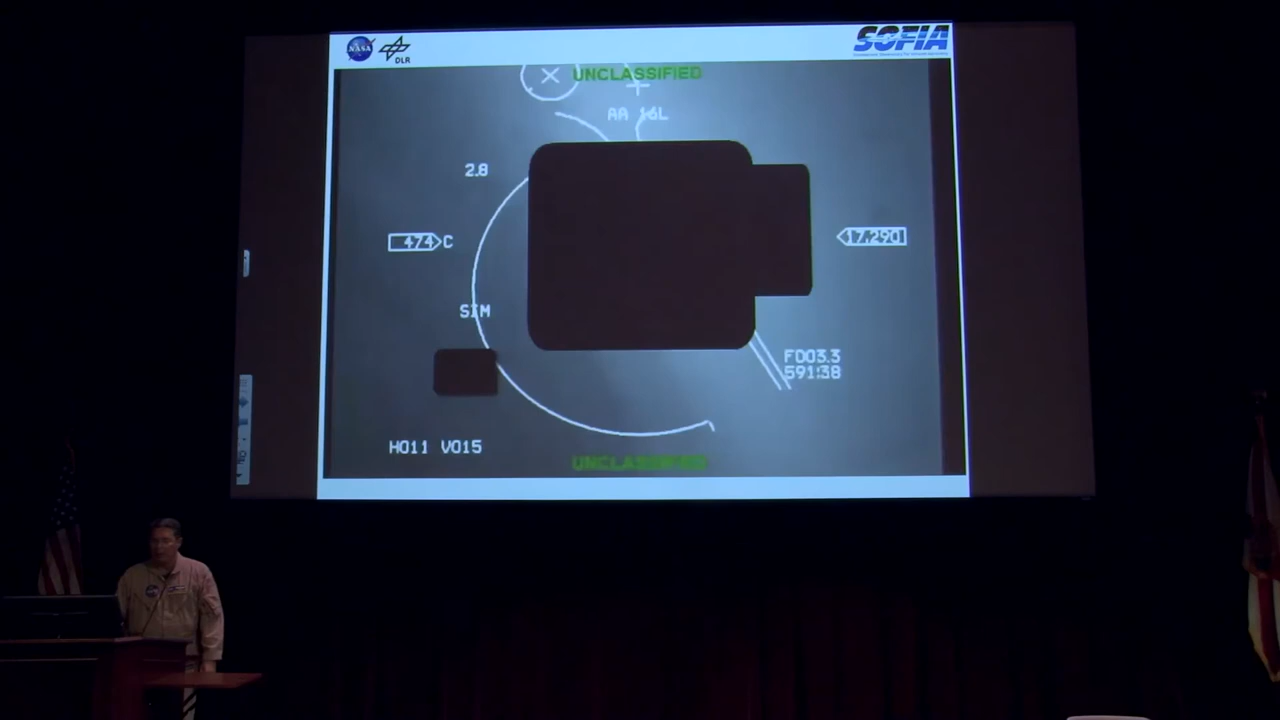 NASA
DLR
SOFIA
UNCLASSIFIED
AA 16L
2.8
474 C
17,290
SIM
FD03.3
591:38
H011 V015
UNCLASSIFIED